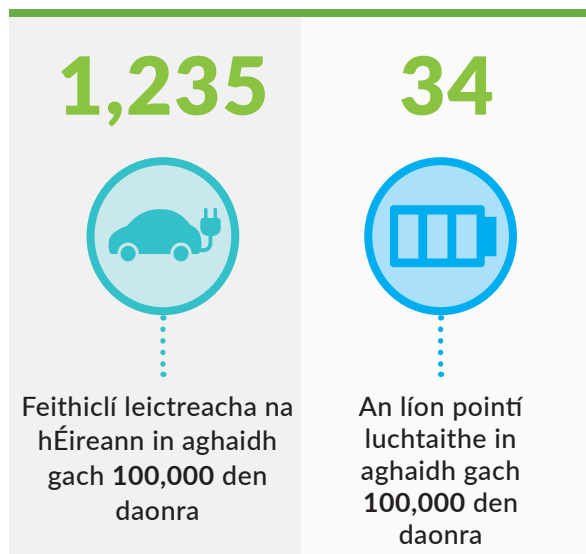 1,235
Feithiclí leictreacha na
hÉireann in aghaidh
gach 100,000 den
daonra
34
An líon pointí
luchtaithe in
aghaidh gach
100,000 den
daonra